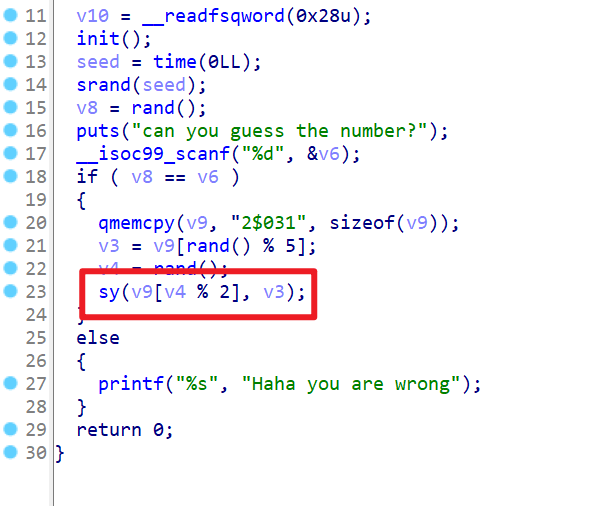 11 v10 = __readfsqword(0x28u);
12 init();
13 seed = time(0LL);
14 srand(seed);
15 v8 = rand();
16 puts("can you guess the number?");
17 __isoc99_scanf("%d", &v6);
18 if ( v8 == v6 )
19 {
20 qmemcpy(v9, "2$031", sizeof(v9));
21 v3 = v9[rand() % 5];
22 v4 = rand();
23 sy(v9[v4 % 2], v3);
24 }
25 else
26 {
27 printf("%s", "Haha you are wrong");
28 }
29 return 0;
30 }